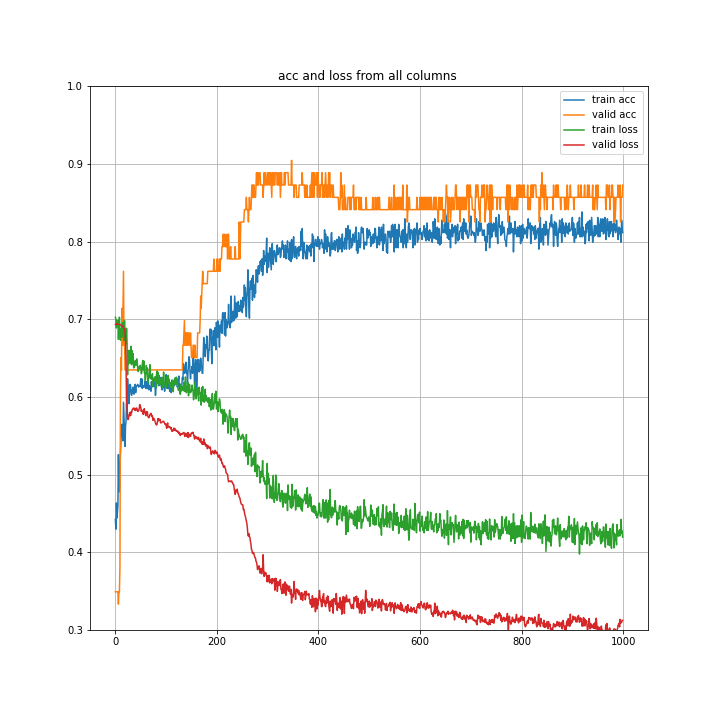 acc and loss from all columns
1.0
0.9
0.8
0.7
0.6
0.5
0.4
0.3
0
200
400
600
800
1000
train acc
valid acc
train loss
valid loss